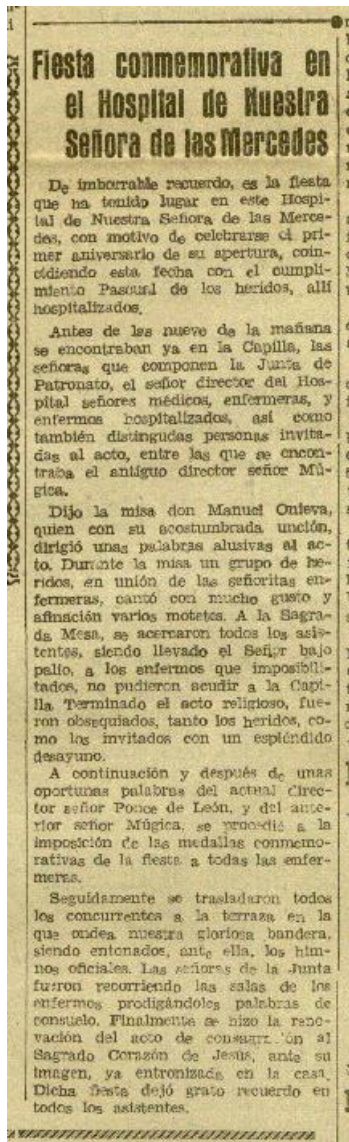 Fiesta conmemorativa en
el Hospital de Nuestra
Señora de las Mercedes
De imborrable recuerdo, es la fiesta
que ha tenido lugar en este Hospi-
tal de Nuestra Señora de las Merce-
des, con motivo de celebrarse el pri-
mer aniversario de su apertura, coin-
cidiendo esta fecha con el cumpli-
miento Pascual de los heridos, allí
hospitalizados.
Antes de las nueve de la mañana
se encontraban ya en la Capilla, las
señoras que componen la Junta de
Patronato, el señor director del Hos-
pital señores médicos, enfermeras, y
enfermos hospitalizados, así como
también distinguidas personas invita-
das al acto, entre las que se encon-
traba el antiguo director señor Mú-
gica.
Dijo la misa don Manuel Onieva,
quien con su acostumbrada unción,
dirigió unas palabras alusivas al ac-
to. Durante la misa un grupo de he-
ridos, en unión de las señoritas en-
fermeras, cantó con mucho gusto y
afinación varios motetes. A la Sagra-
da Mesa, se acercaron todos los asis-
tentes, siendo llevado el Señor bajo
palio, a los enfermos que imposibili-
tados, no pudieron acudir a la Capi-
lla Terminado el acto religioso, fue-
ron obsequiados, tanto los heridos, co-
mo los invitados con un espléndido
desayuno.
A continuación y después de unas
oportunas palabras del actual direc-
tor señor Ponce de León, y del ante-
rior señor Múgica, se procedió a la
imposición de las medallas conmemo-
rativas de la fiesta a todas las enfer-
meras.
Seguidamente se trasladaron todos
los concurrentes a la terraza en la
que ondea nuestra gloriosa bandera,
siendo entonados, ante ella, los him-
nos oficiales. Las señoras de la Junta
fueron recorriendo las salas de los
enfermos prodigándoles palabras de
consuelo. Finalmente se hizo la reno-
vación del acto de consagración al
Sagrado Corazón de Jesús, ante su
imagen, ya entronizada en la casa.
Dicha fiesta dejó grato recuerdo en
todos los asistentes.